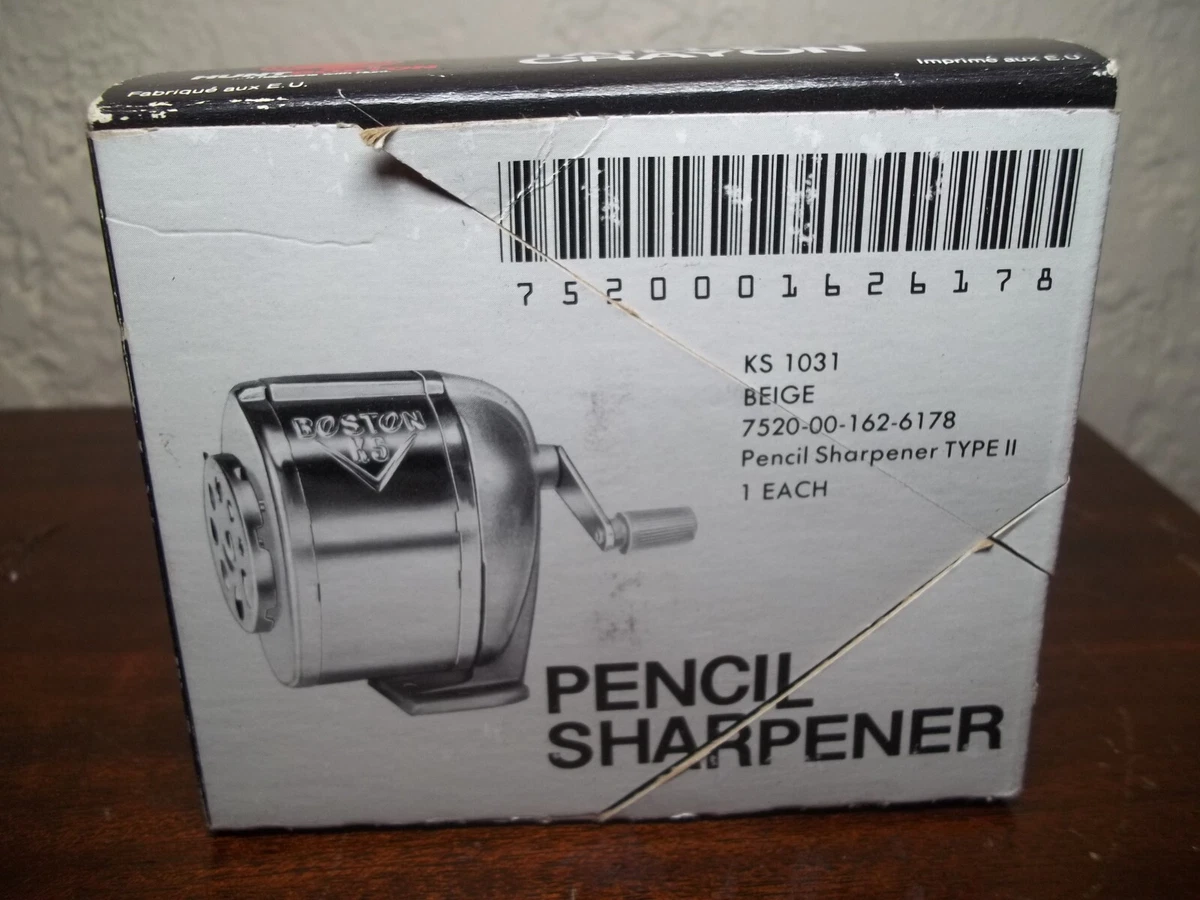 CRAYON
HUNT
Fabriqué aux E.U.
Imprimé aux E.U
7520001626178
KS 1031
BEIGE
7520-00-162-6178
Pencil Sharpener TYPE II
1 EACH
BOSTON
KS
PENCIL
SHARPENER